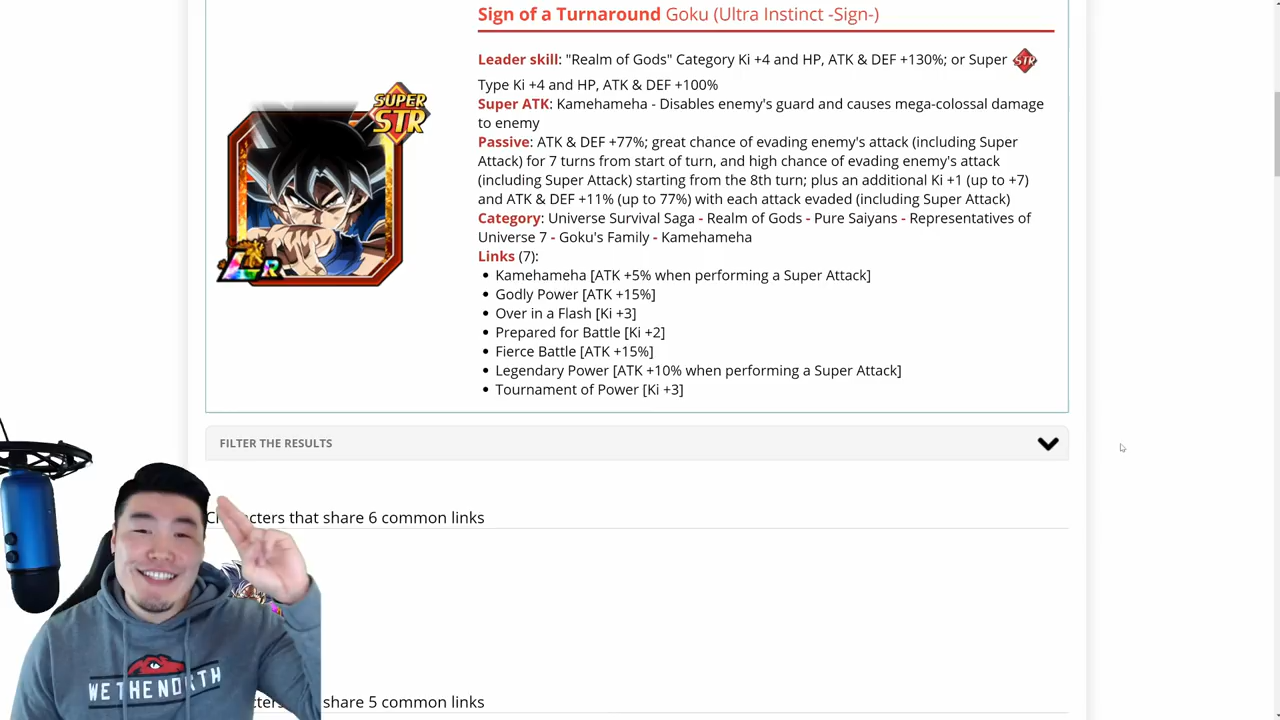 Sign of a Turnaround Goku (Ultra Instinct -Sign-)
Leader skill: "Realm of Gods" Category Ki +4 and HP, ATK & DEF +130%; or Super STR
Type Ki +4 and HP, ATK & DEF +100%
Super ATK: Kamehameha - Disables enemy's guard and causes mega-colossal damage
to enemy
Passive: ATK & DEF +77%; great chance of evading enemy's attack (including Super
Attack) for 7 turns from start of turn, and high chance of evading enemy's attack
(including Super Attack) starting from the 8th turn; plus an additional Ki +1 (up to +7)
and ATK & DEF +11% (up to 77%) with each attack evaded (including Super Attack)
Category: Universe Survival Saga - Realm of Gods - Pure Saiyans - Representatives of
Universe 7 - Goku's Family - Kamehameha
Links (7):
• Kamehameha [ATK +5% when performing a Super Attack]
• Godly Power [ATK +15%]
• Over in a Flash [Ki +3]
• Prepared for Battle [Ki +2]
• Fierce Battle [ATK +15%]
• Legendary Power [ATK +10% when performing a Super Attack]
• Tournament of Power [Ki +3]
SUPER
STR
LR
FILTER THE RESULTS
that share 6 common links
WE THE NORTH
share 5 common links